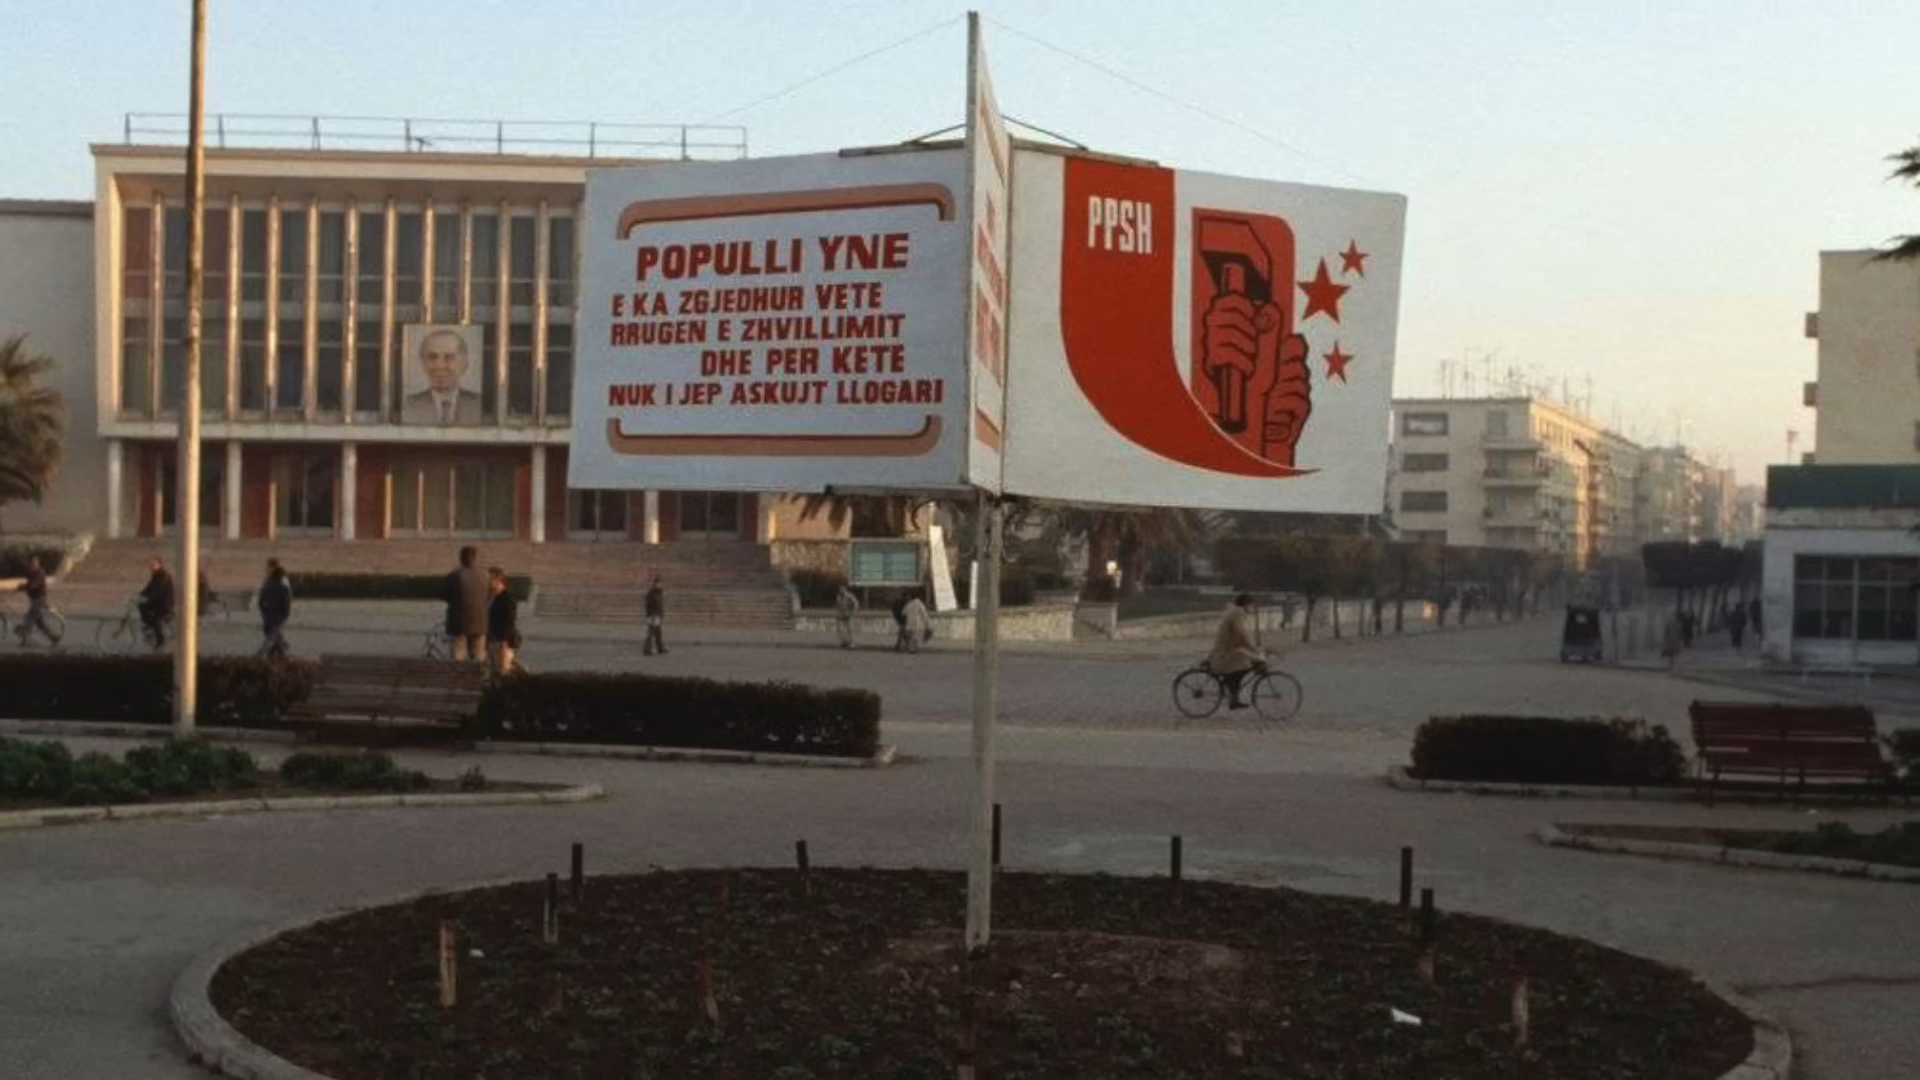 POPULLI YNE
E KA ZGJEDHUR VETE
RRUGEN E ZHVILLIMIT
DHE PER KETE
NUK I JEP ASKUJT LLOGARI
PPSH